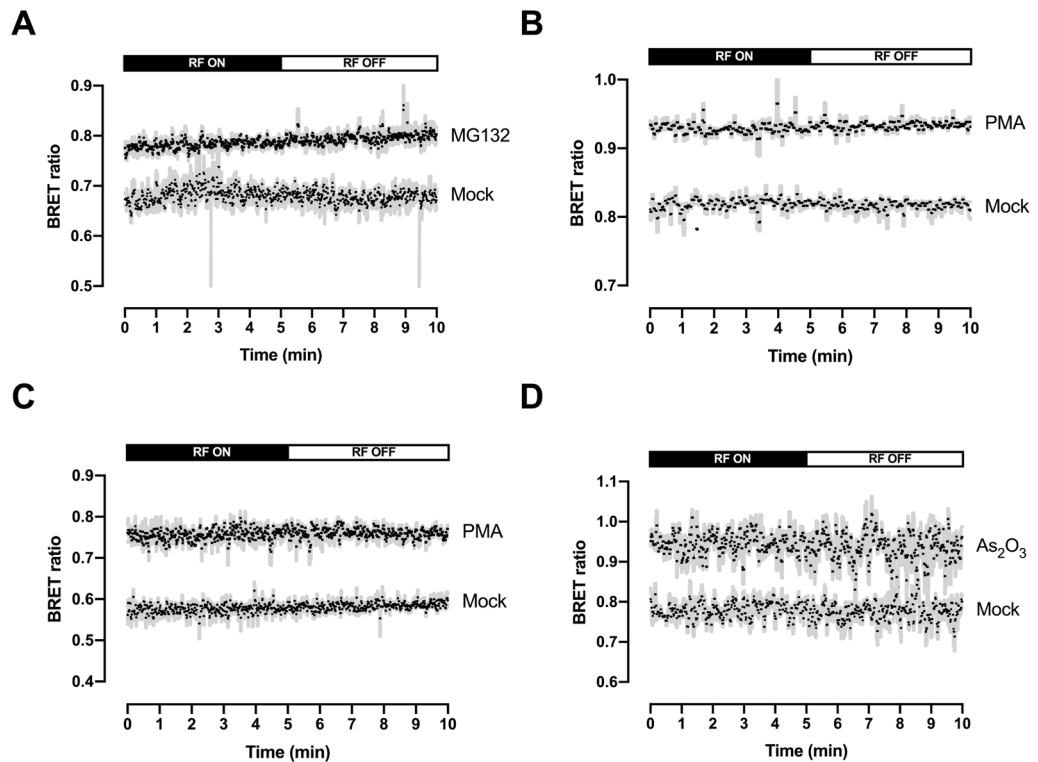 A
RF ON RF OFF
0.9
0.8
0.7
0.6
0.5
BRET ratio
MG132
Mock
0 1 2 3 4 5 6 7 8 9 10
Time (min)
B
RF ON RF OFF
1.0
0.9
0.8
0.7
BRET ratio
PMA
Mock
0 1 2 3 4 5 6 7 8 9 10
Time (min)
C
RF ON RF OFF
0.9
0.8
0.7
0.6
0.5
0.4
BRET ratio
PMA
Mock
0 1 2 3 4 5 6 7 8 9 10
Time (min)
D
RF ON RF OFF
1.1
1.0
0.9
0.8
0.7
0.6
BRET ratio
As₂O₃
Mock
0 1 2 3 4 5 6 7 8 9 10
Time (min)